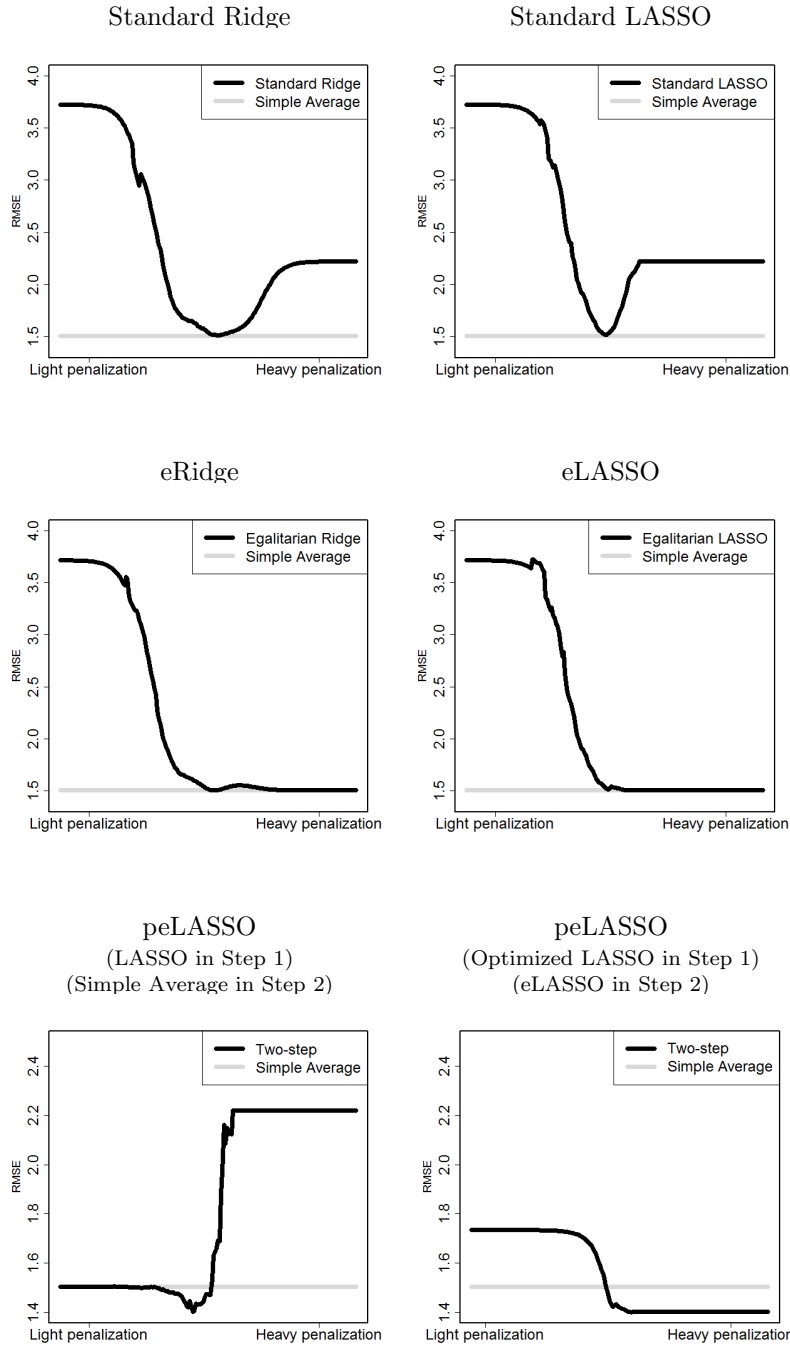 Standard Ridge
4.0
3.5
3.0
2.5
2.0
1.5
RMSE
Standard Ridge
Simple Average
Light penalization
Heavy penalization
Standard LASSO
4.0
3.5
3.0
2.5
2.0
1.5
RMSE
Standard LASSO
Simple Average
Light penalization
Heavy penalization
eRidge
4.0
3.5
3.0
2.5
2.0
1.5
RMSE
Egalitarian Ridge
Simple Average
Light penalization
Heavy penalization
eLASSO
4.0
3.5
3.0
2.5
2.0
1.5
RMSE
Egalitarian LASSO
Simple Average
Light penalization
Heavy penalization
peLASSO
(LASSO in Step 1)
(Simple Average in Step 2)
2.4
2.2
2.0
1.8
1.6
1.4
RMSE
Two-step
Simple Average
Light penalization
Heavy penalization
peLASSO
(Optimized LASSO in Step 1)
(eLASSO in Step 2)
2.4
2.2
2.0
1.8
1.6
1.4
RMSE
Two-step
Simple Average
Light penalization
Heavy penalization